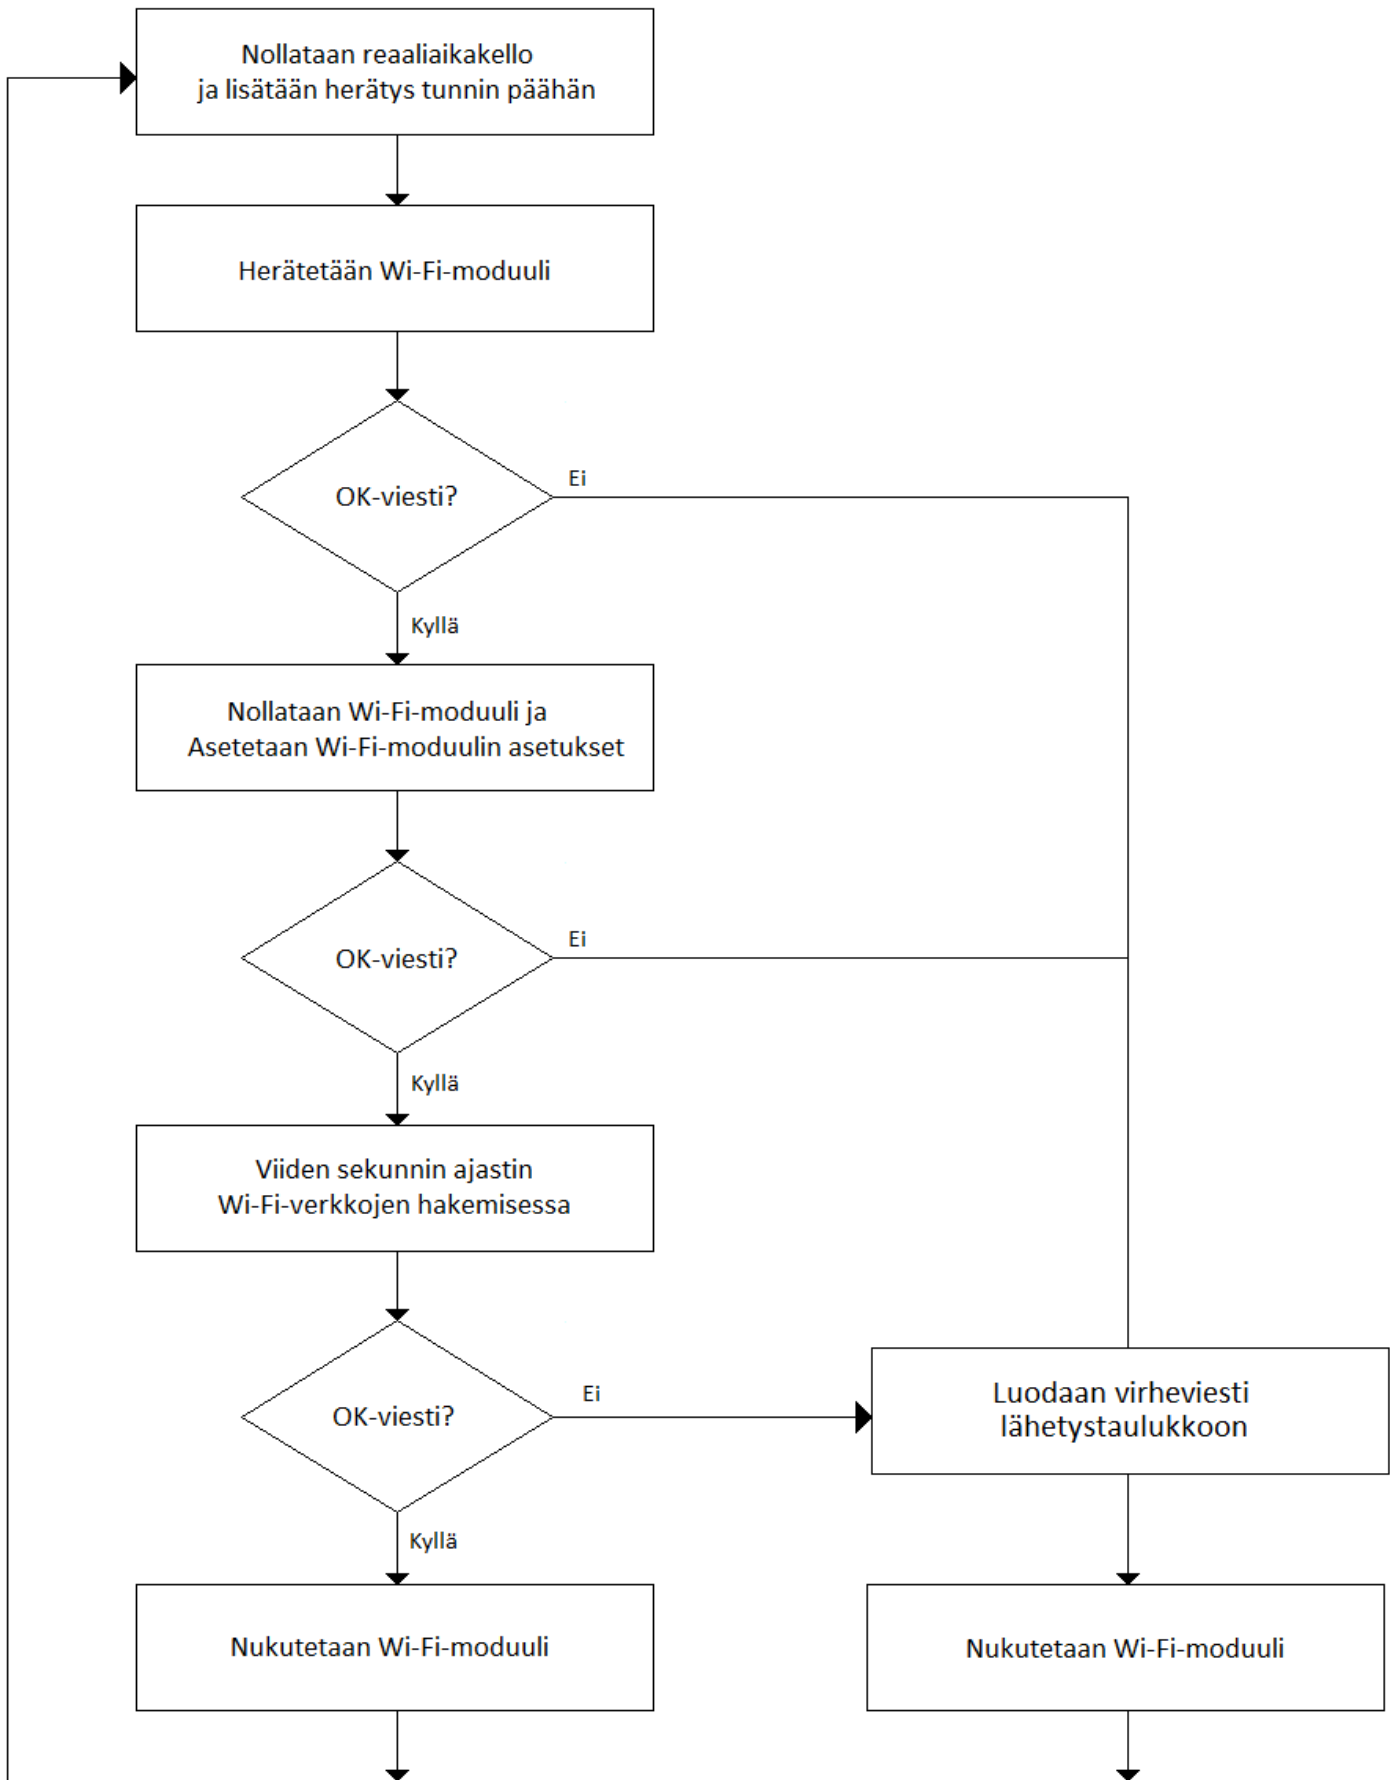 Nollataan reaaliaikakello
ja lisätään herätys tunnin päähän
Herätetään Wi-Fi-moduuli
OK-viesti?
Ei
Kyllä
Nollataan Wi-Fi-moduuli ja
Asetetaan Wi-Fi-moduulin asetukset
OK-viesti?
Ei
Kyllä
Viiden sekunnin ajastin
Wi-Fi-verkkojen hakemisessa
OK-viesti?
Ei
Luodaan virheviesti
lähetystaulukkoon
Kyllä
Nukutetaan Wi-Fi-moduuli
Nukutetaan Wi-Fi-moduuli